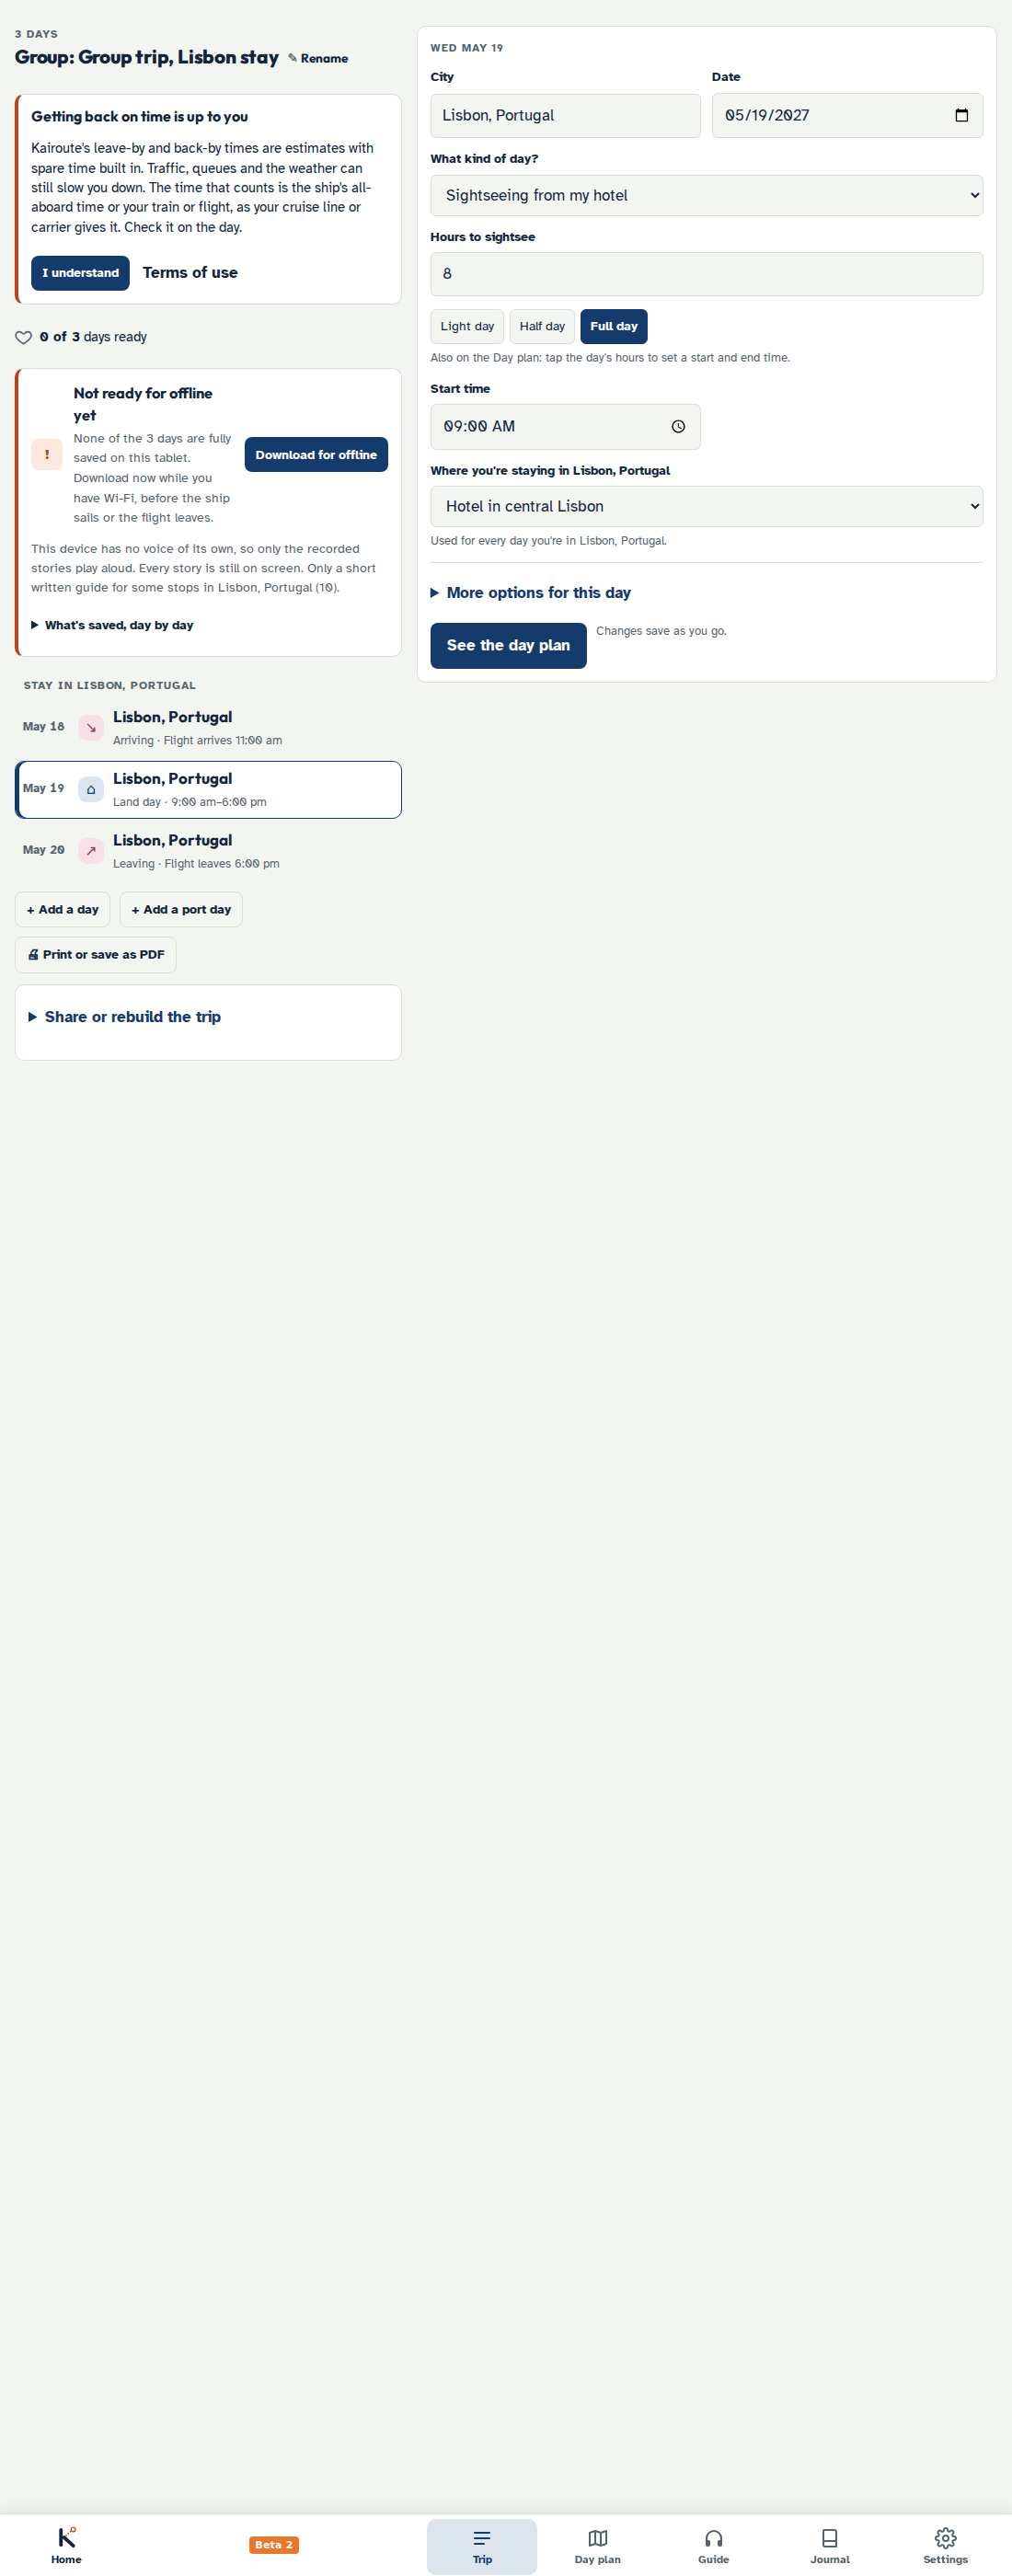 3 DAYS
Group: Group trip, Lisbon stay ✎ Rename
Getting back on time is up to you
Kairoute's leave-by and back-by times are estimates with
spare time built in. Traffic, queues and the weather can
still slow you down. The time that counts is the ship's all-
aboard time or your train or flight, as your cruise line or
carrier gives it. Check it on the day.
I understand
Terms of use
0 of 3 days ready
Not ready for offline
yet
!
None of the 3 days are fully
saved on this tablet.
Download now while you
have Wi-Fi, before the ship
sails or the flight leaves.
Download for offline
This device has no voice of its own, so only the recorded
stories play aloud. Every story is still on screen. Only a short
written guide for some stops in Lisbon, Portugal (10).
What's saved, day by day
STAY IN LISBON, PORTUGAL
May 18
Lisbon, Portugal
Arriving · Flight arrives 11:00 am
May 19
Lisbon, Portugal
Land day · 9:00 am–6:00 pm
May 20
Lisbon, Portugal
Leaving · Flight leaves 6:00 pm
+ Add a day
+ Add a port day
Print or save as PDF
Share or rebuild the trip
WED MAY 19
City
Date
Lisbon, Portugal
05/19/2027
What kind of day?
Sightseeing from my hotel
Hours to sightsee
8
Light day
Half day
Full day
Also on the Day plan: tap the day's hours to set a start and end time.
Start time
09:00 AM
Where you're staying in Lisbon, Portugal
Hotel in central Lisbon
Used for every day you're in Lisbon, Portugal.
More options for this day
See the day plan
Changes save as you go.
Home
Beta 2
Trip
Day plan
Guide
Journal
Settings